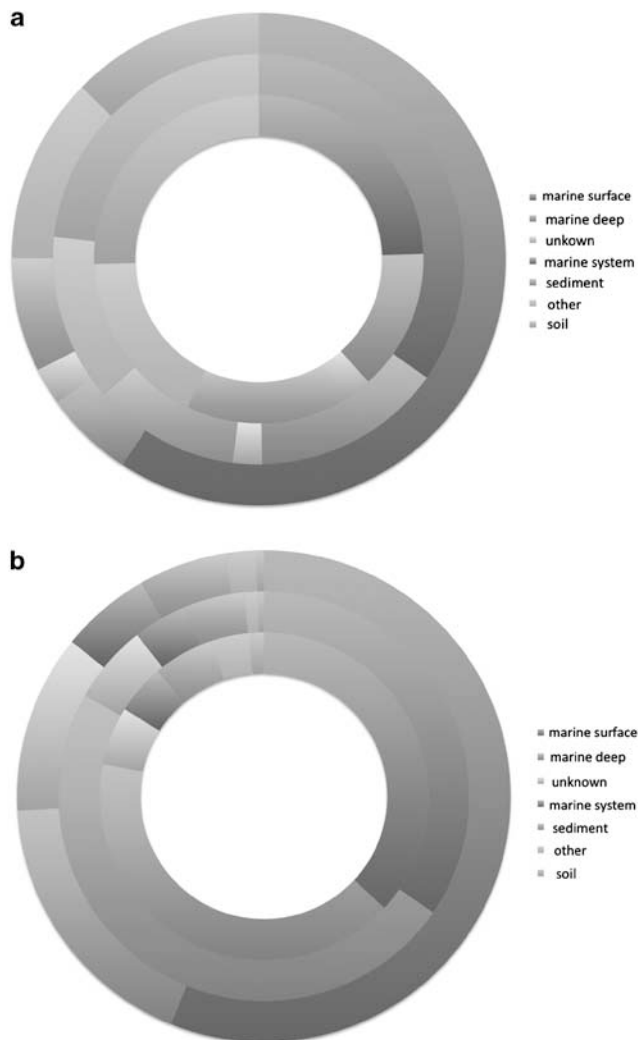 a
marine surface
marine deep
unkown
marine system
sediment
other
soil
b
marine surface
marine deep
unknown
marine system
sediment
other
soil